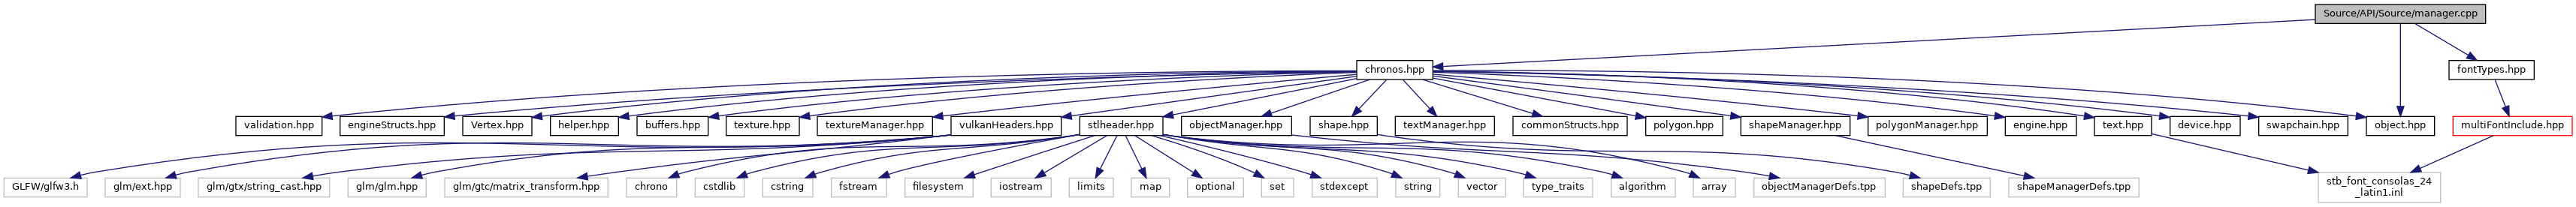 Source/API/Source/manager.cpp
chronos.hpp
fontTypes.hpp
validation.hpp
engineStructs.hpp
Vertex.hpp
helper.hpp
buffers.hpp
texture.hpp
textureManager.hpp
vulkanHeaders.hpp
stlheader.hpp
objectManager.hpp
shape.hpp
textManager.hpp
commonStructs.hpp
polygon.hpp
shapeManager.hpp
polygonManager.hpp
engine.hpp
text.hpp
device.hpp
swapchain.hpp
object.hpp
multiFontInclude.hpp
GLFW/glfw3.h
glm/ext.hpp
glm/gtx/string_cast.hpp
glm/glm.hpp
glm/gtc/matrix_transform.hpp
chrono
cstdlib
cstring
fstream
filesystem
iostream
limits
map
optional
set
stdexcept
string
vector
type_traits
algorithm
array
objectManagerDefs.tpp
shapeDefs.tpp
shapeManagerDefs.tpp
stb_font_consolas_24
_latin1.inl